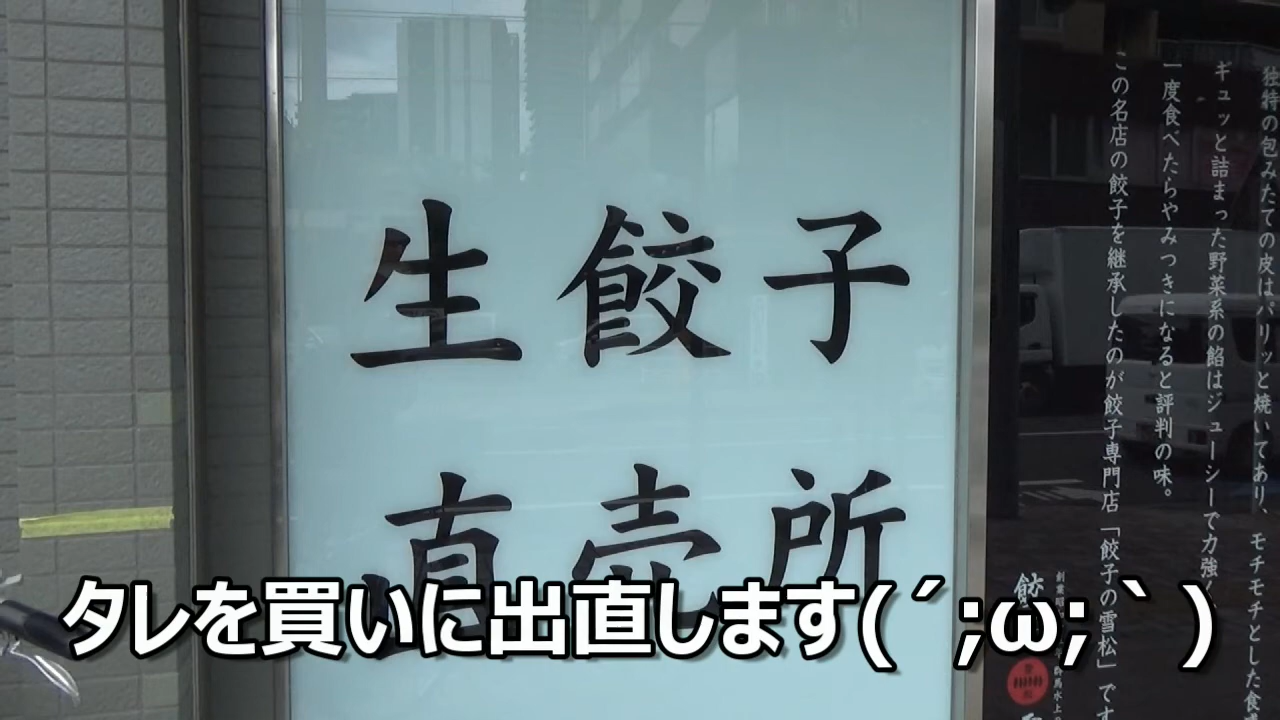 生餃子
直売所
独特の包みたての皮はパリッと焼いてあり、モチモチとした食感
ギュッと詰まった野菜系の餡はジューシーで力強く
一度食べたらやみつきになると評判の味。
この名店の餃子を継承したのが餃子専門店「餃子の雪松」です
タレを買いに出直します(´;ω;｀)